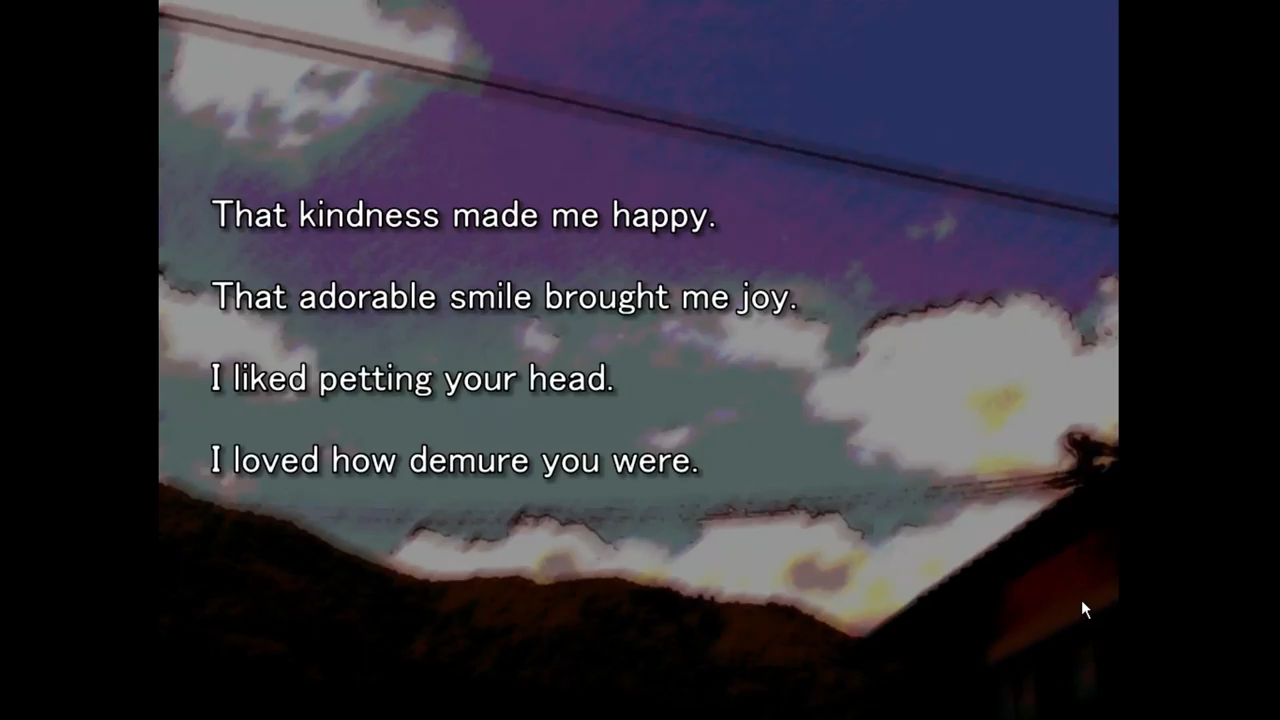 That kindness made me happy.
That adorable smile brought me joy.
I liked petting your head.
I loved how demure you were.